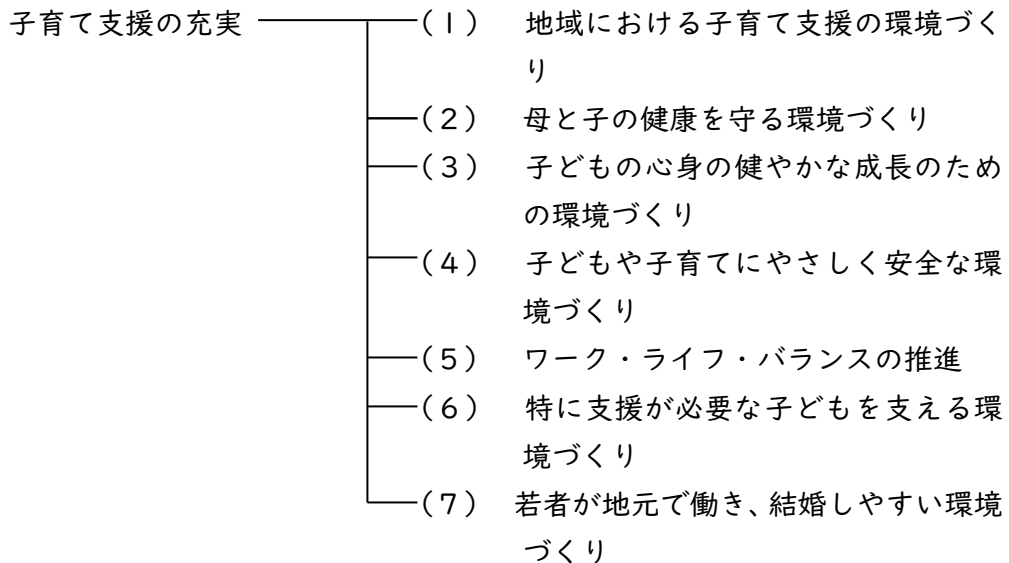 子育て支援の充実 (1) 地域における子育て支援の環境づく
り
(2) 母と子の健康を守る環境づくり
(3) 子どもの心身の健やかな成長のため
の環境づくり
(4) 子どもや子育てにやさしく安全な環
境づくり
(5) ワーク・ライフ・バランスの推進
(6) 特に支援が必要な子どもを支える環
境づくり
(7) 若者が地元で働き、結婚しやすい環境
づくり